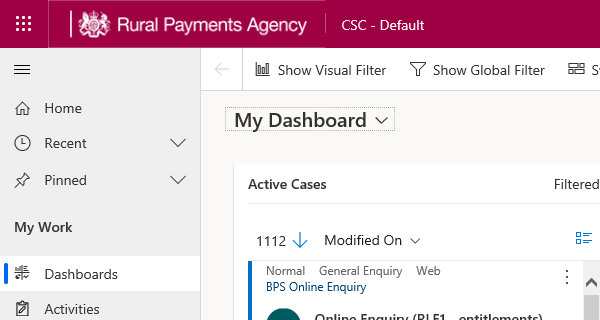 Rural Payments Agency
CSC - Default
Show Visual Filter
Show Global Filter
Home
Recent
Pinned
My Work
Dashboards
Activities
My Dashboard
Active Cases
Filtered
1112
Modified On
Normal General Enquiry Web
BPS Online Enquiry
Online Enquiry (RLE1 - entitlements)